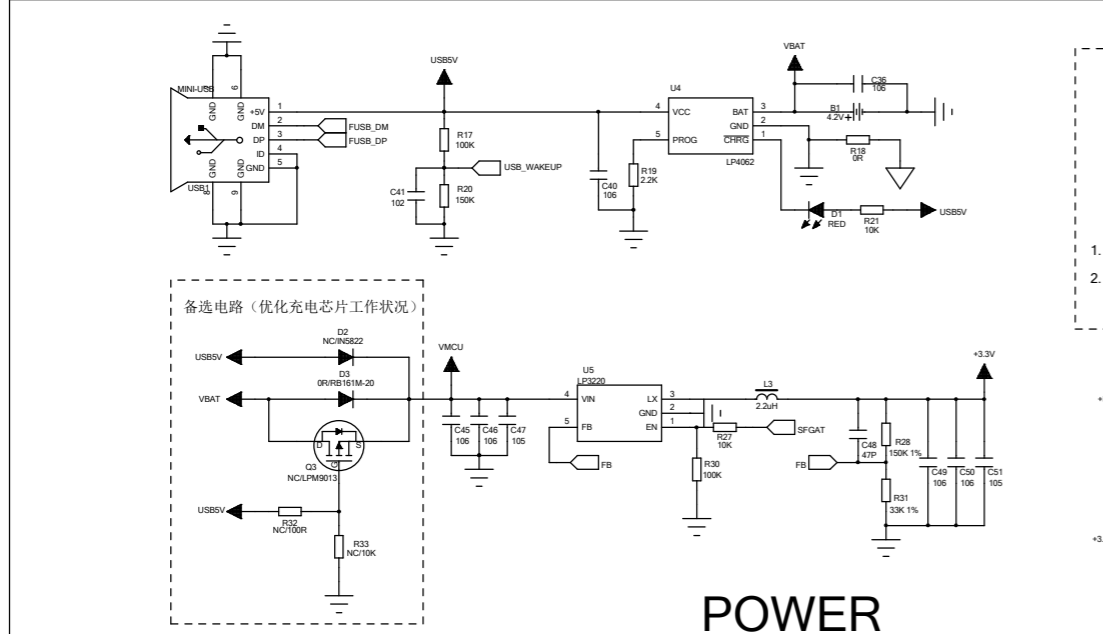 MINI-USB
GND 7
GND 6
+5V 1
DM 2
DP 3
ID 4
GND 5
GND 8
GND 9
USB1
FUSB_DM
FUSB_DP
USB5V
R17
100K
USB_WAKEUP
C41
102
R20
150K
C40
106
R19
2.2K
U4
4 VCC
5 PROG
BAT 3
GND 2
CHRG 1
LP4062
VBAT
C36
106
B1
4.2V+
R18
0R
D1
RED
R21
10K
USB5V
1.
2.
备选电路（优化充电芯片工作状况）
D2
NC/IN5822
USB5V
D3
0R/RB161M-20
VBAT
D
S
G
Q3
NC/LPM9013
USB5V
R32
NC/100R
R33
NC/10K
VMCU
C45
106
C46
106
C47
105
U5
LP3220
4 VIN
5 FB
LX 3
GND 2
EN 1
FB
L3
2.2uH
R27
10K
SFGAT
R30
100K
FB
C48
47P
R28
150K 1%
R31
33K 1%
+3.3V
C49
106
C50
106
C51
105
+3.
POWER